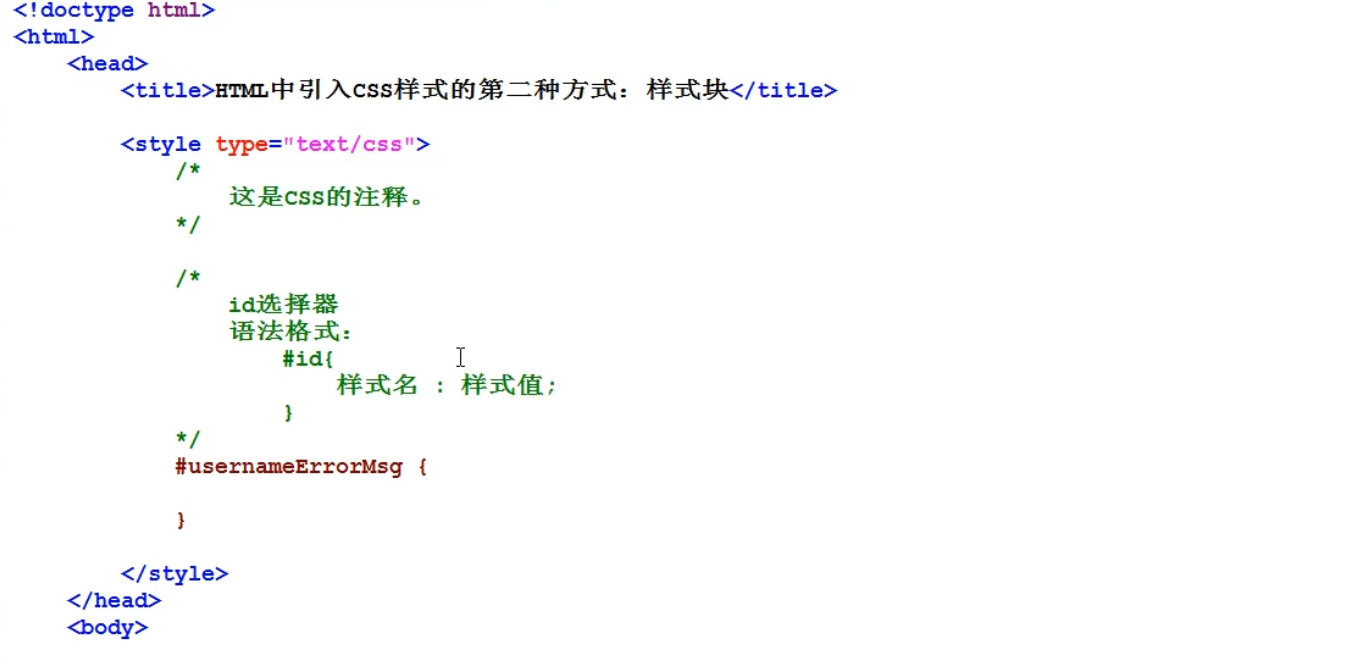 <!doctype html>
<html>
<head>
<title>HTML中引入CSS样式的第二种方式：样式块</title>
<style type="text/css">
/*
这是css的注释。
*/
/*
id选择器
语法格式：
#id{
样式名 : 样式值;
}
*/
#usernameErrorMsg {
}
</style>
</head>
<body>